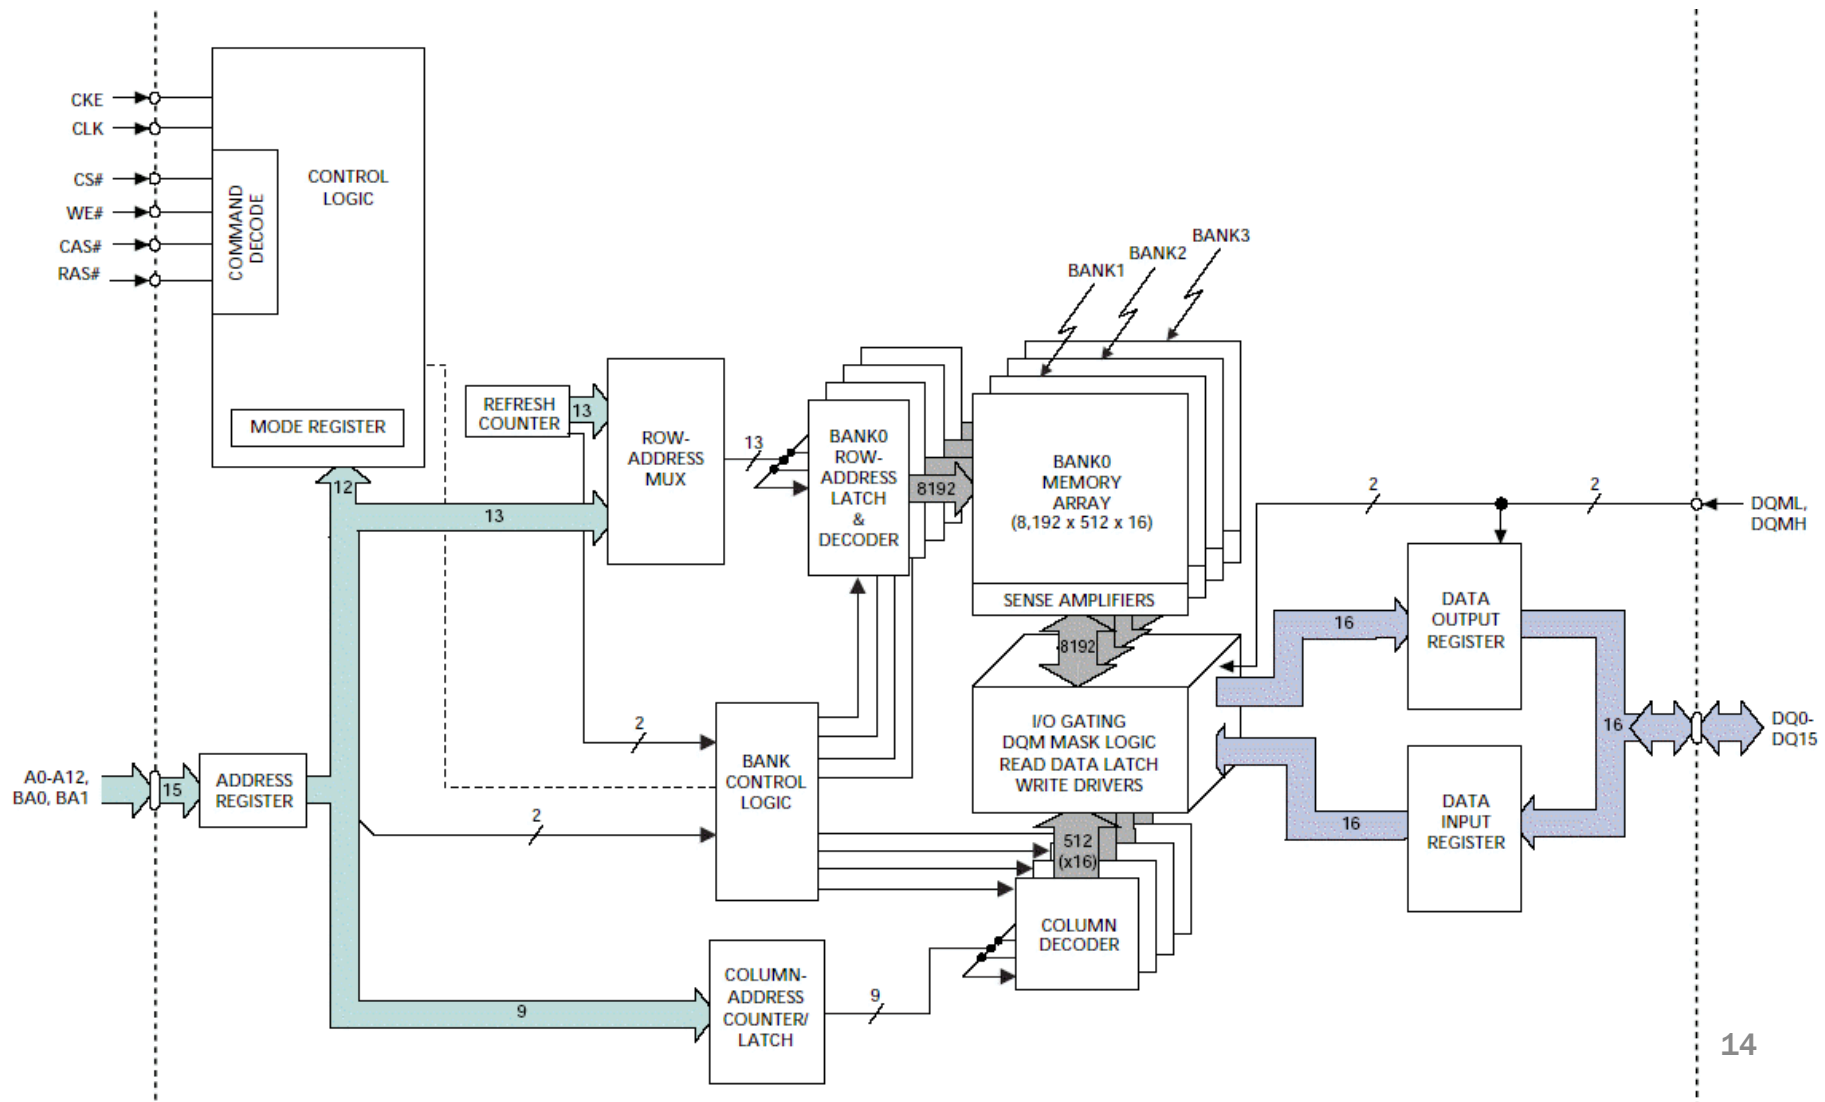 CKE
CLK
CS#
WE#
CAS#
RAS#
COMMAND
DECODE
CONTROL
LOGIC
MODE REGISTER
12
REFRESH
COUNTER
13
13
ROW-
ADDRESS
MUX
13
BANK0
ROW-
ADDRESS
LATCH
&
DECODER
8192
BANK1
BANK2
BANK3
BANK0
MEMORY
ARRAY
(8,192 x 512 x 16)
SENSE AMPLIFIERS
8192
I/O GATING
DQM MASK LOGIC
READ DATA LATCH
WRITE DRIVERS
512
(x16)
COLUMN
DECODER
2
2
DQML,
DQMH
DATA
OUTPUT
REGISTER
16
16
16
DQ0-
DQ15
DATA
INPUT
REGISTER
A0-A12,
BA0, BA1
15
ADDRESS
REGISTER
2
2
BANK
CONTROL
LOGIC
9
COLUMN-
ADDRESS
COUNTER/
LATCH
9
14